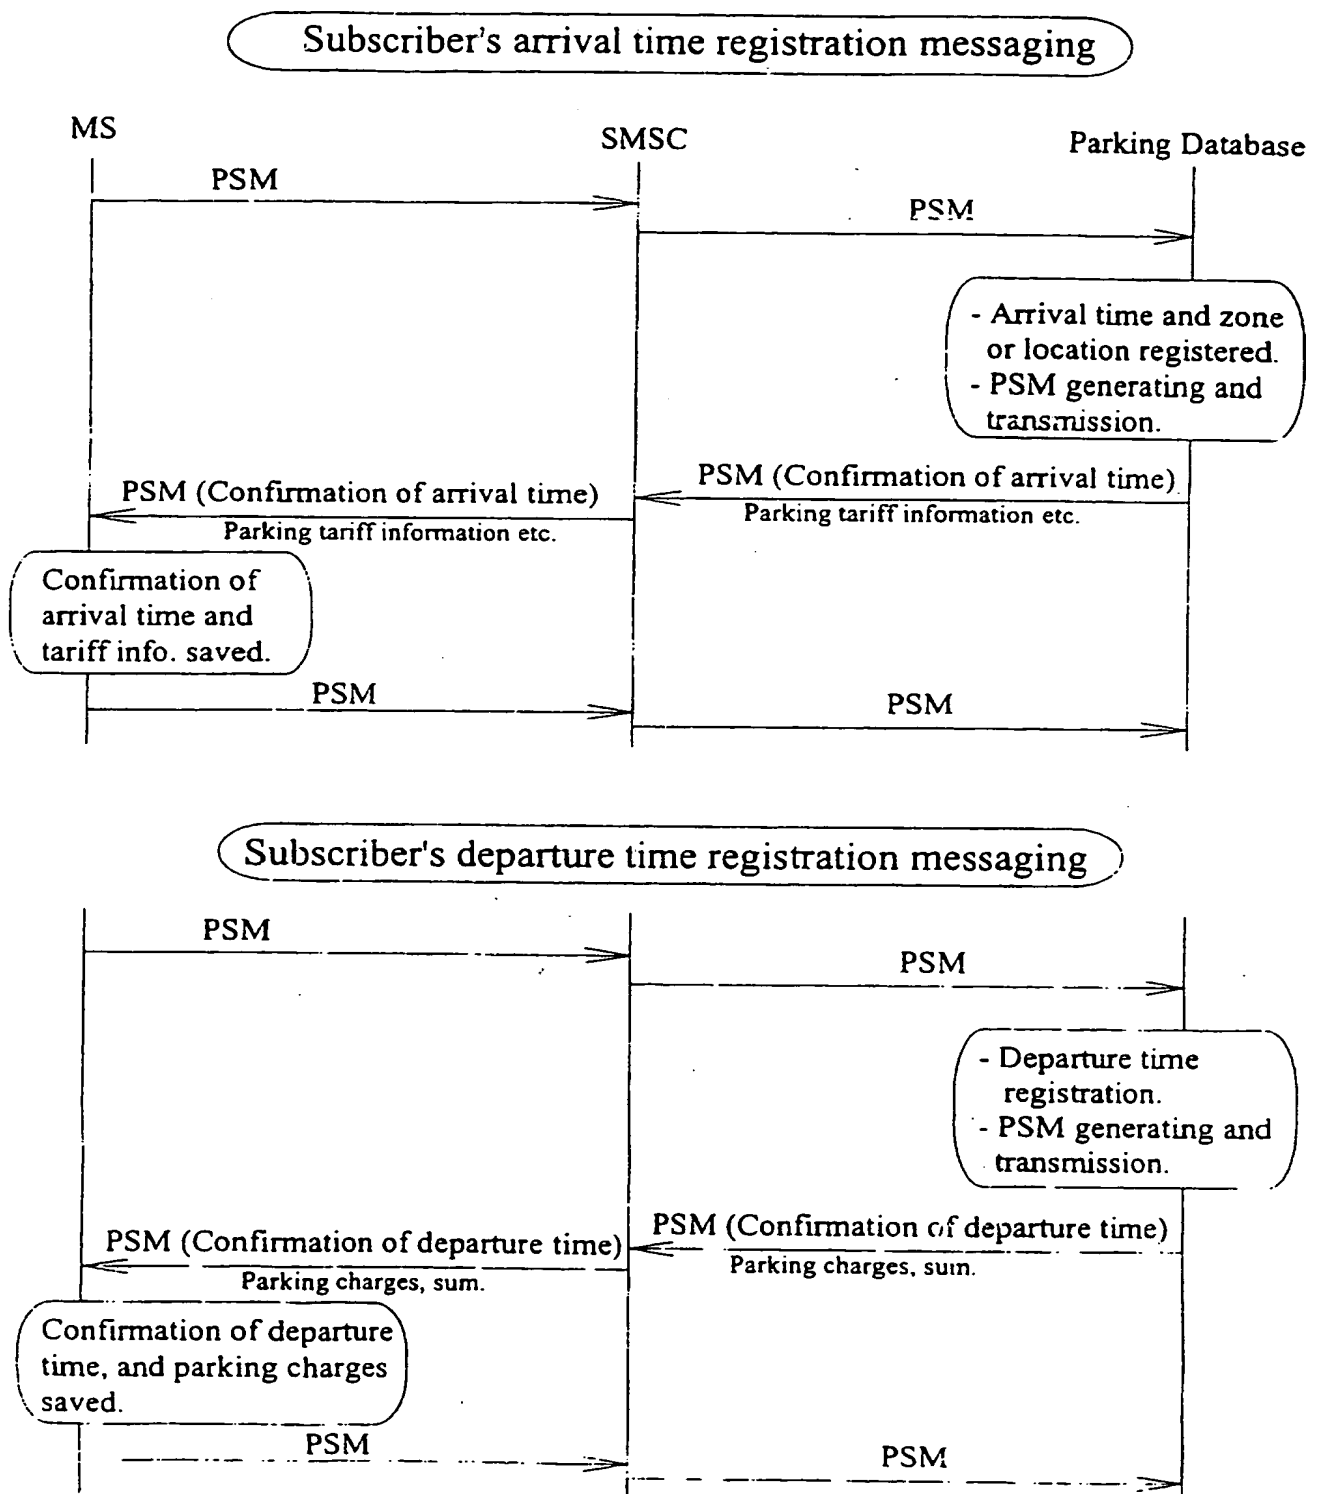 Subscriber's arrival time registration messaging
MS
SMSC
Parking Database
PSM
PSM
- Arrival time and zone
or location registered.
- PSM generating and
transmission.
PSM (Confirmation of arrival time)
Parking tariff information etc.
PSM (Confirmation of arrival time)
Parking tariff information etc.
Confirmation of
arrival time and
tariff info. saved.
PSM
PSM
Subscriber's departure time registration messaging
PSM
PSM
- Departure time
registration.
- PSM generating and
transmission.
PSM (Confirmation of departure time)
Parking charges, sum.
PSM (Confirmation of departure time)
Parking charges, sum.
Confirmation of departure
time, and parking charges
saved.
PSM
PSM